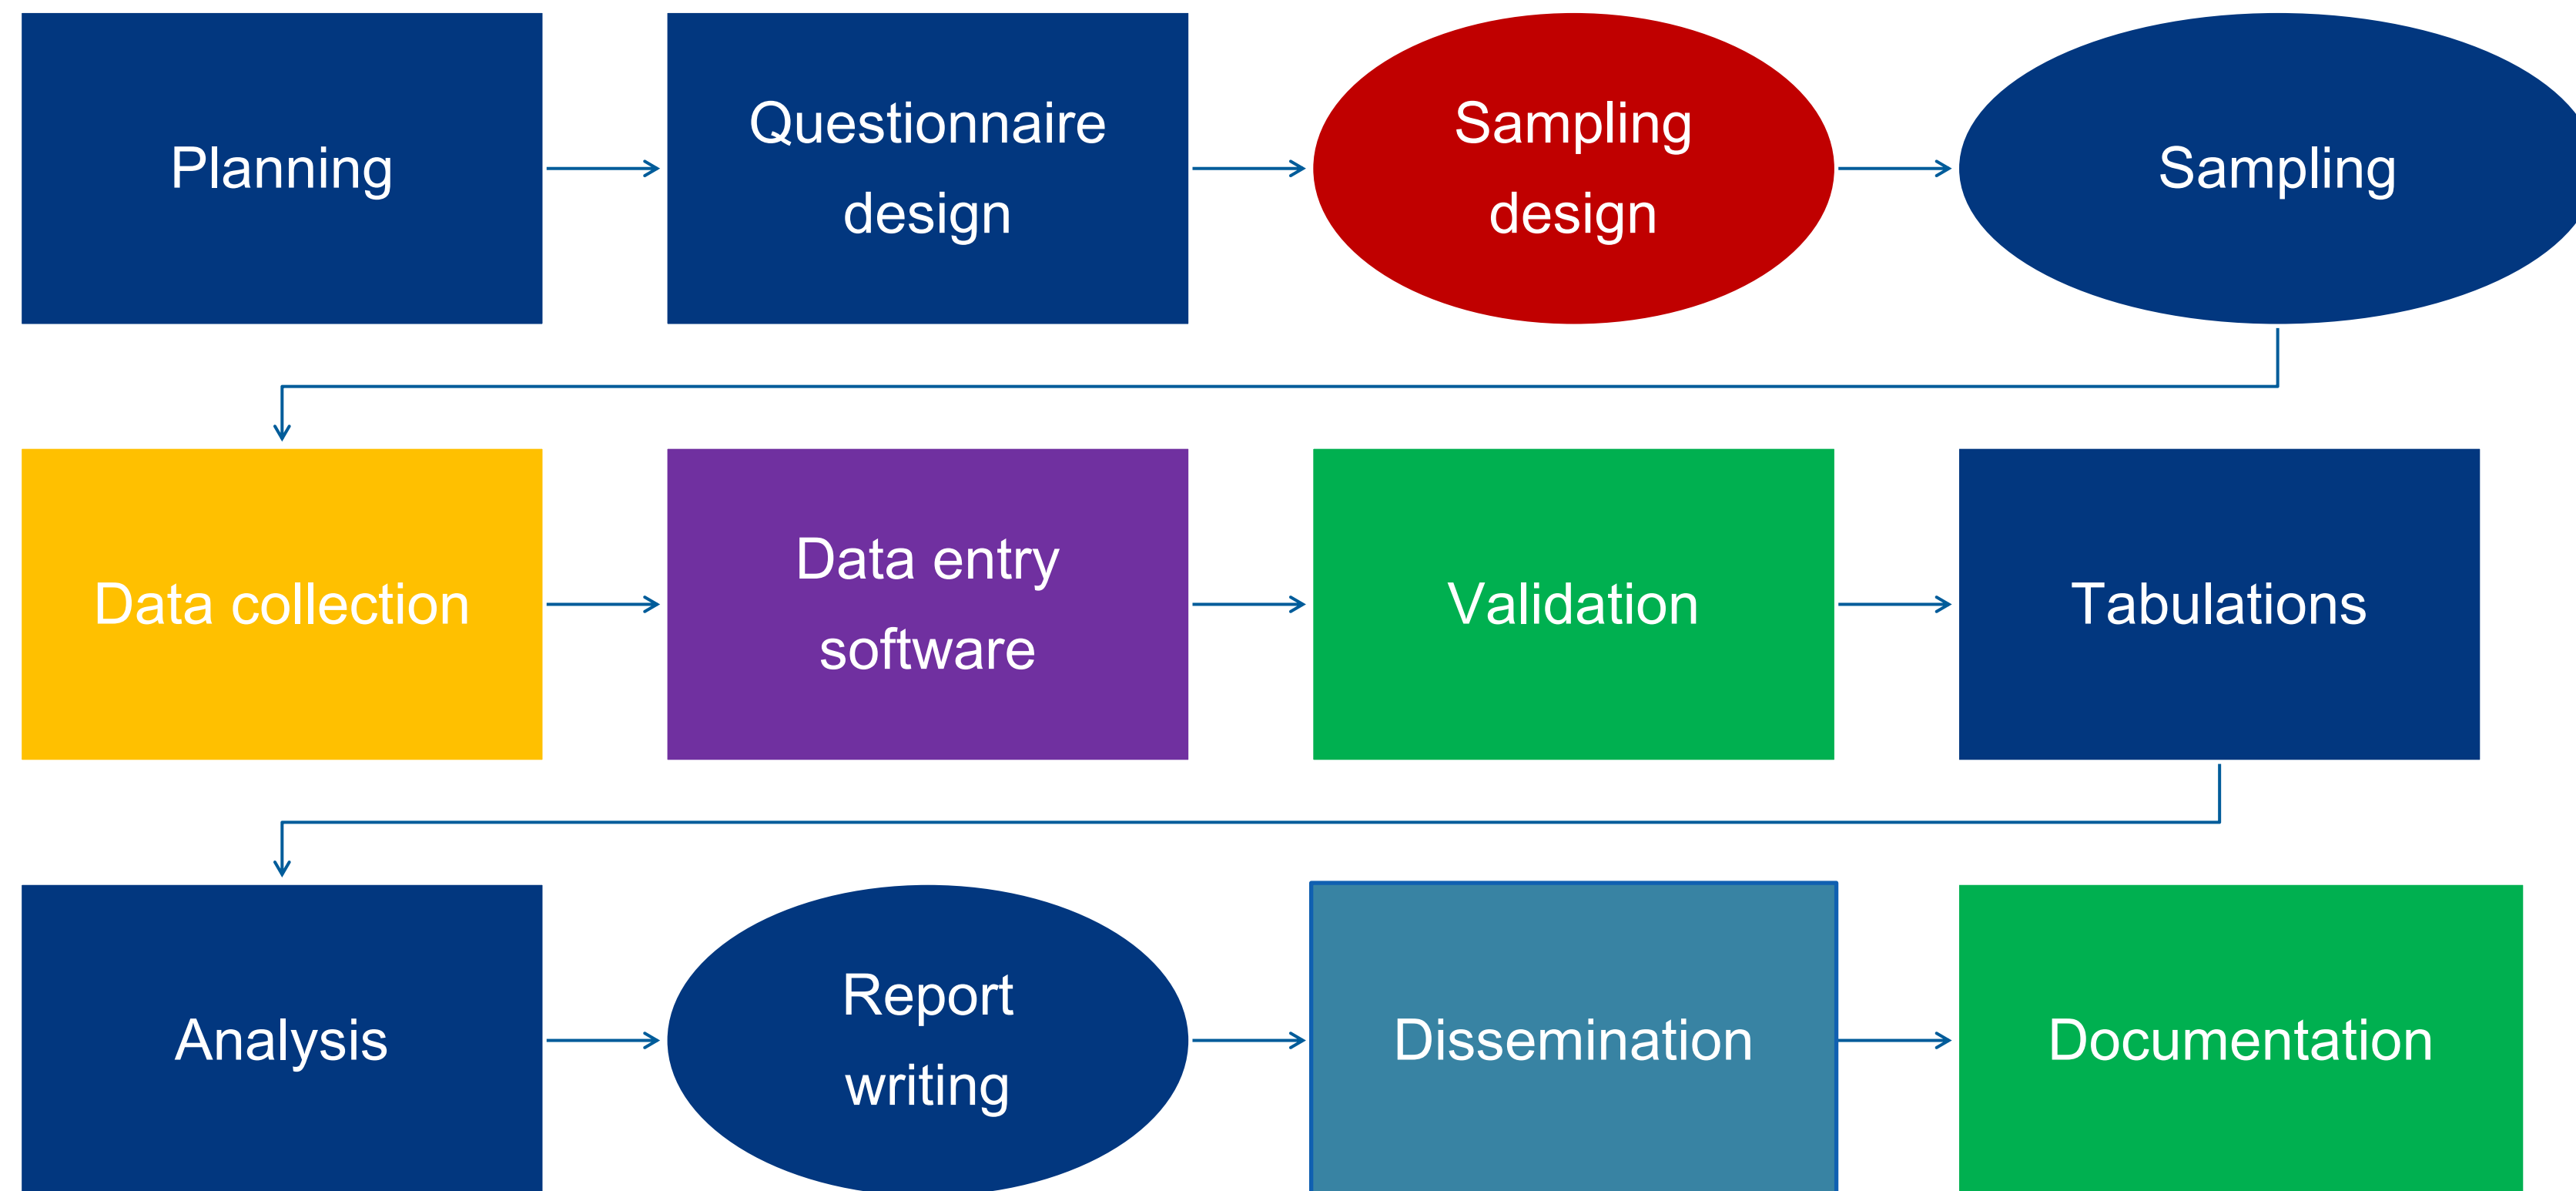 Planning
Questionnaire
design
Sampling
design
Sampling
Data collection
Data entry
software
Validation
Tabulations
Analysis
Report
writing
Dissemination
Documentation